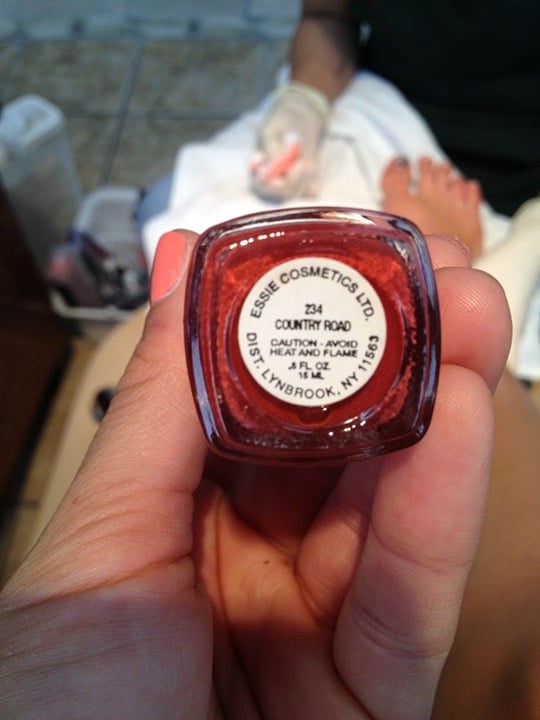 ESSIE COSMETICS LTD.
234
COUNTRY ROAD
CAUTION - AVOID
HEAT AND FLAME
.5 FL. OZ.
15 ML
DIST. LYNBROOK, NY 11563